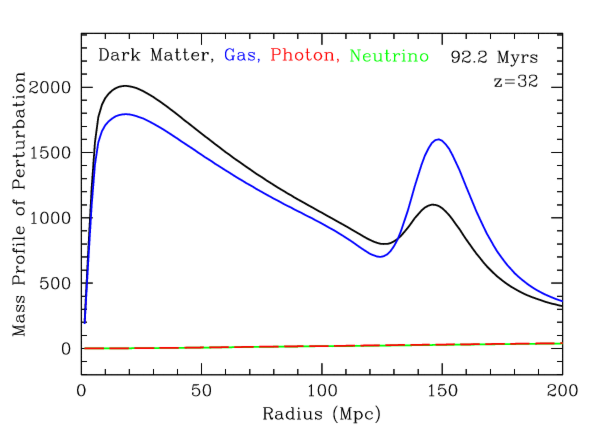 Dark Matter, Gas, Photon, Neutrino 92.2 Myrs
z=32
Mass Profile of Perturbation
2000
1500
1000
500
0
0 50 100 150 200
Radius (Mpc)